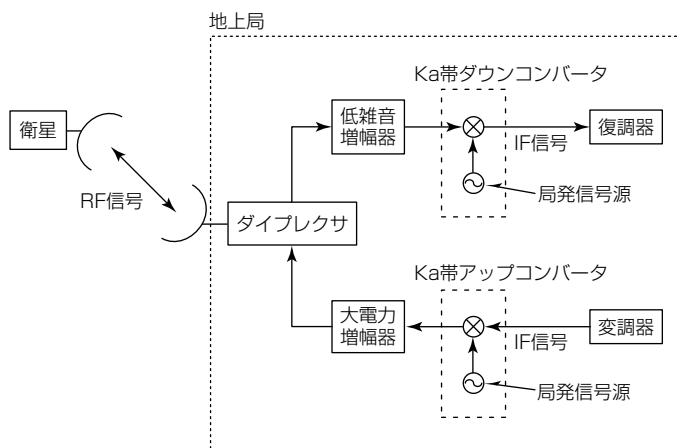 地上局
Ka帯ダウンコンバータ
衛星
低雑音
増幅器
復調器
IF信号
局発信号源
RF信号
ダイプレクサ
Ka帯アップコンバータ
大電力
増幅器
変調器
IF信号
局発信号源